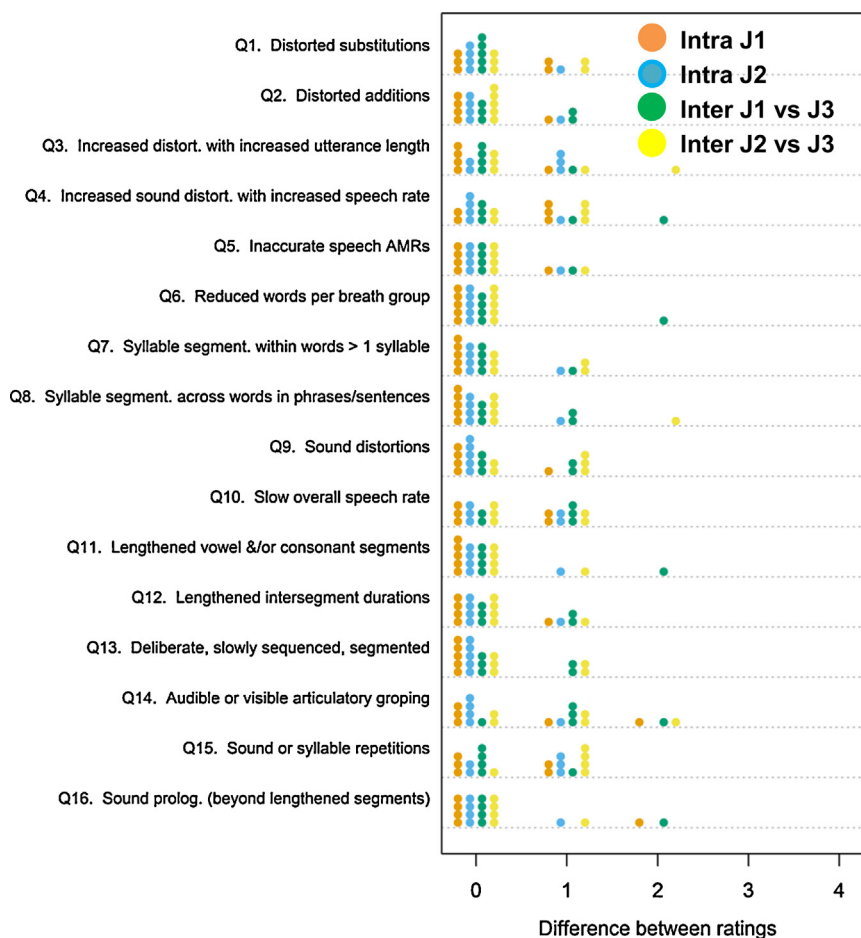 Q1. Distorted substitutions
Q2. Distorted additions
Q3. Increased distort. with increased utterance length
Q4. Increased sound distort. with increased speech rate
Q5. Inaccurate speech AMRs
Q6. Reduced words per breath group
Q7. Syllable segment. within words > 1 syllable
Q8. Syllable segment. across words in phrases/sentences
Q9. Sound distortions
Q10. Slow overall speech rate
Q11. Lengthened vowel &/or consonant segments
Q12. Lengthened intersegment durations
Q13. Deliberate, slowly sequenced, segmented
Q14. Audible or visible articulatory groping
Q15. Sound or syllable repetitions
Q16. Sound prolog. (beyond lengthened segments)
Intra J1
Intra J2
Inter J1 vs J3
Inter J2 vs J3
0 1 2 3 4
Difference between ratings